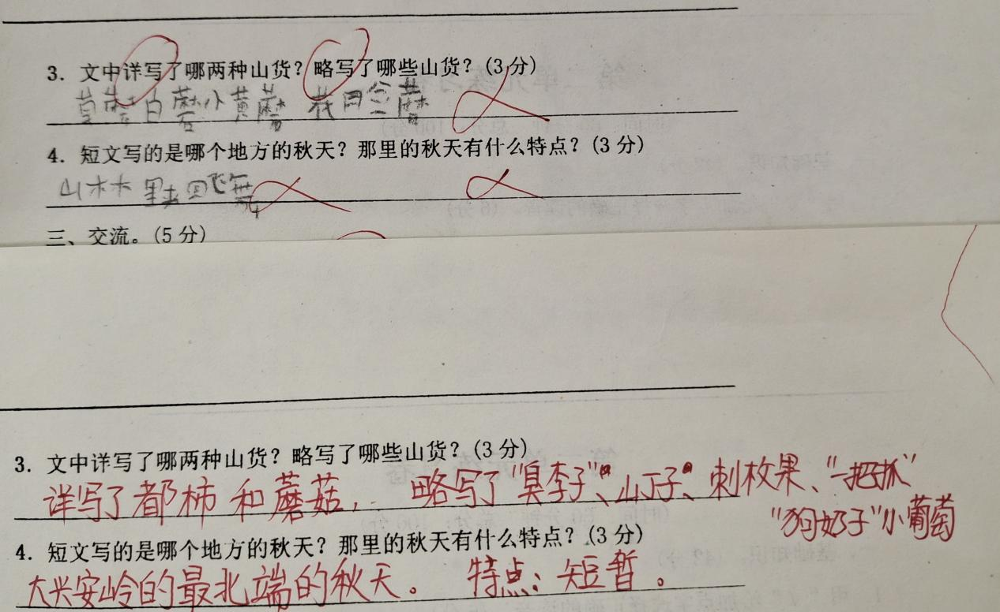 3. 文中详写了哪两种山货?略写了哪些山货?(3分)
白蘑小黄蘑 花
4. 短文写的是哪个地方的秋天?那里的秋天有什么特点?(3分)
山林里
三、交流。(5分)
3. 文中详写了哪两种山货?略写了哪些山货?(3分)
详写了都柿和蘑菇, 略写了“臭李子”、山丁子、刺枚果、“一把抓”
“狗奶子”小葡萄
4. 短文写的是哪个地方的秋天?那里的秋天有什么特点?(3分)
大兴安岭的最北端的秋天。 特点:短暂。